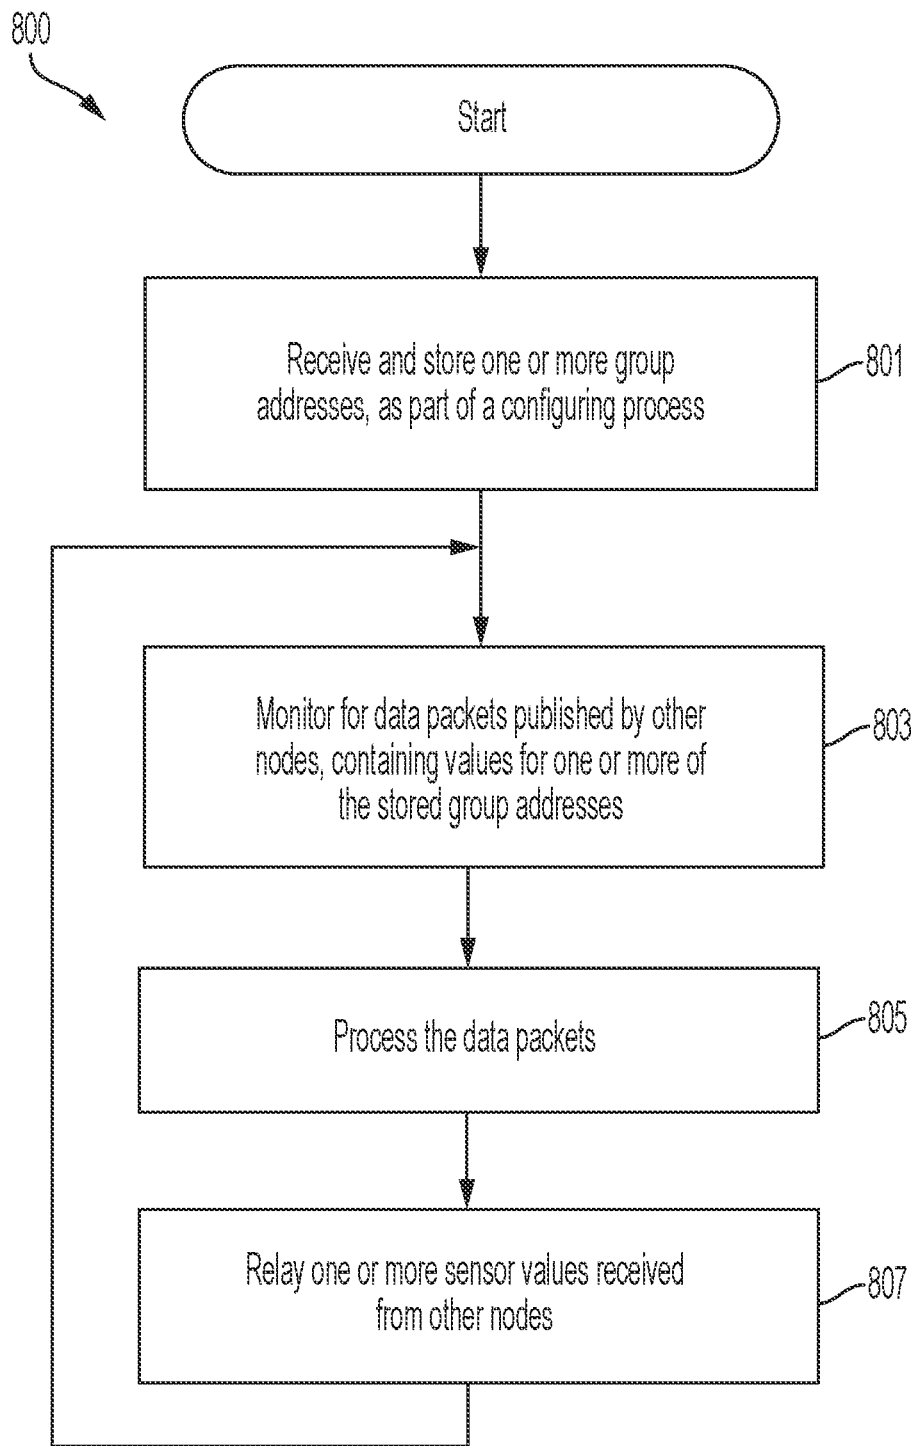 800
Start
Receive and store one or more group
addresses, as part of a configuring process
801
Monitor for data packets published by other
nodes, containing values for one or more of
the stored group addresses
803
Process the data packets
805
Relay one or more sensor values received
from other nodes
807